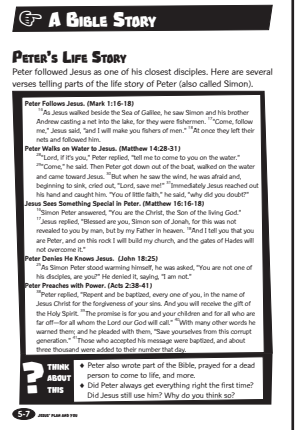 A BIBLE STORY
PETER'S LIFE STORY
Peter followed Jesus as one of his closest disciples. Here are several
verses telling parts of the life story of Peter (also called Simon).
Peter Follows Jesus. (Mark 1:16-18)
16As Jesus walked beside the Sea of Galilee, he saw Simon and his brother
Andrew casting a net into the lake, for they were fishermen. 17"Come, follow
me," Jesus said, "and I will make you fishers of men." 18At once they left their
nets and followed him.
Peter Walks on Water to Jesus. (Matthew 14:28-31)
28"Lord, if it's you," Peter replied, "tell me to come to you on the water."
29"Come," he said. Then Peter got down out of the boat, walked on the water
and came toward Jesus. 30But when he saw the wind, he was afraid and,
beginning to sink, cried out, "Lord, save me!" 31Immediately Jesus reached out
his hand and caught him. "You of little faith," he said, "why did you doubt?"
Jesus Sees Something Special in Peter. (Matthew 16:16-18)
16Simon Peter answered, "You are the Christ, the Son of the living God."
17Jesus replied, "Blessed are you, Simon son of Jonah, for this was not
revealed to you by man, but by my Father in heaven. 18And I tell you that you
are Peter, and on this rock I will build my church, and the gates of Hades will
not overcome it."
Peter Denies He Knows Jesus. (John 18:25)
25As Simon Peter stood warming himself, he was asked, "You are not one of
his disciples, are you?" He denied it, saying, "I am not."
Peter Preaches with Power. (Acts 2:38-41)
38Peter replied, "Repent and be baptized, every one of you, in the name of
Jesus Christ for the forgiveness of your sins. And you will receive the gift of
the Holy Spirit. 39The promise is for you and your children and for all who are
far off—for all whom the Lord our God will call." 40With many other words he
warned them; and he pleaded with them, "Save yourselves from this corrupt
generation." 41Those who accepted his message were baptized, and about
three thousand were added to their number that day.
? THINK
ABOUT
THIS
♦ Peter also wrote part of the Bible, prayed for a dead
person to come to life, and more.
♦ Did Peter always get everything right the first time?
Did Jesus still use him? Why do you think so?
S-7 JESUS' PLAN AND YOU